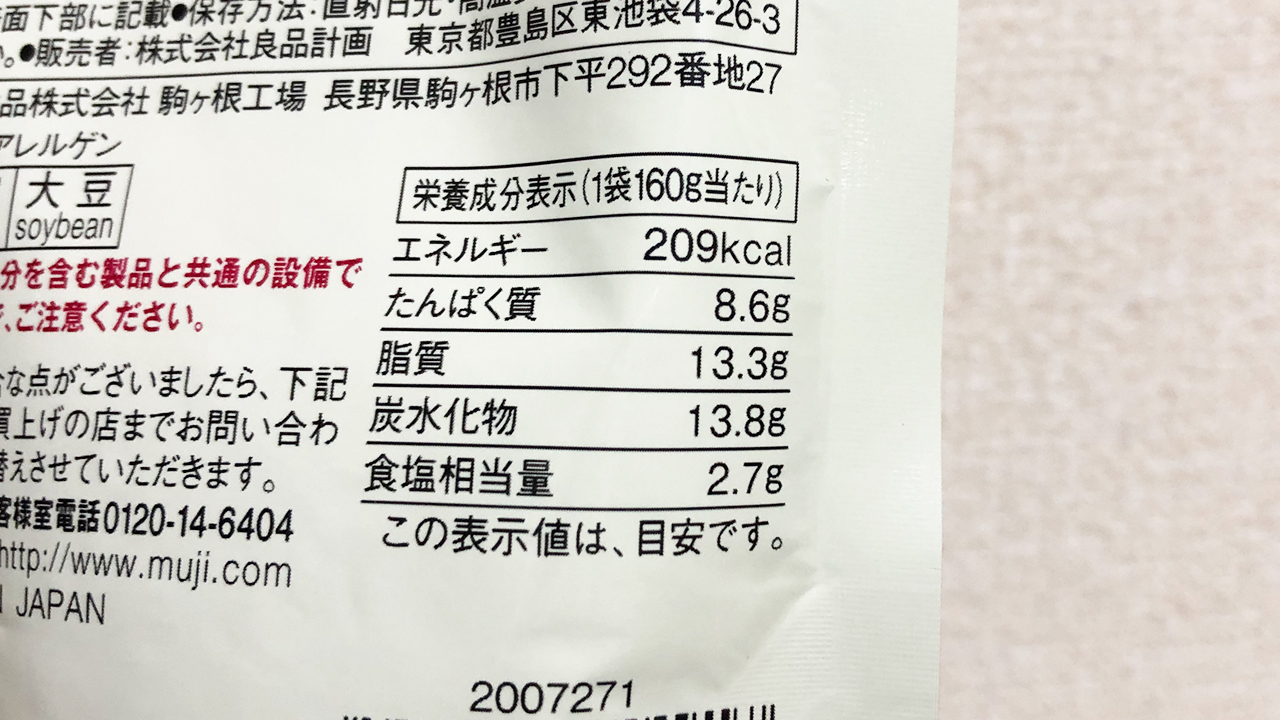 面下部に記載●保存方法:直射日光・高温
。●販売者:株式会社良品計画 東京都豊島区東池袋4-26-3
品株式会社 駒ヶ根工場 長野県駒ヶ根市下平292番地27
アレルゲン
大豆
soybean
分を含む製品と共通の設備で
、ご注意ください。
な点がございましたら、下記
買上げの店までお問い合わ
替えさせていただきます。
客様室電話0120-14-6404
http://www.muji.com
JAPAN
栄養成分表示(1袋160g当たり)
エネルギー 209kcal
たんぱく質 8.6g
脂質 13.3g
炭水化物 13.8g
食塩相当量 2.7g
この表示値は、目安です。
2007271